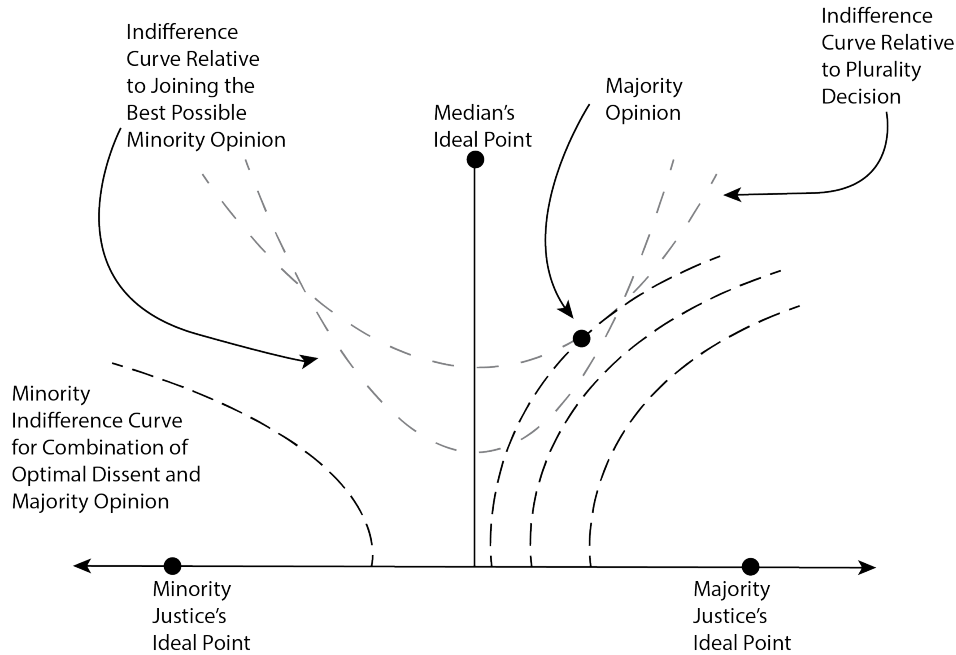 Indifference
Curve Relative
to Joining the
Best Possible
Minority Opinion
Median's
Ideal Point
Majority
Opinion
Indifference
Curve Relative
to Plurality
Decision
Minority
Indifference Curve
for Combination of
Optimal Dissent and
Majority Opinion
Minority
Justice's
Ideal Point
Majority
Justice's
Ideal Point